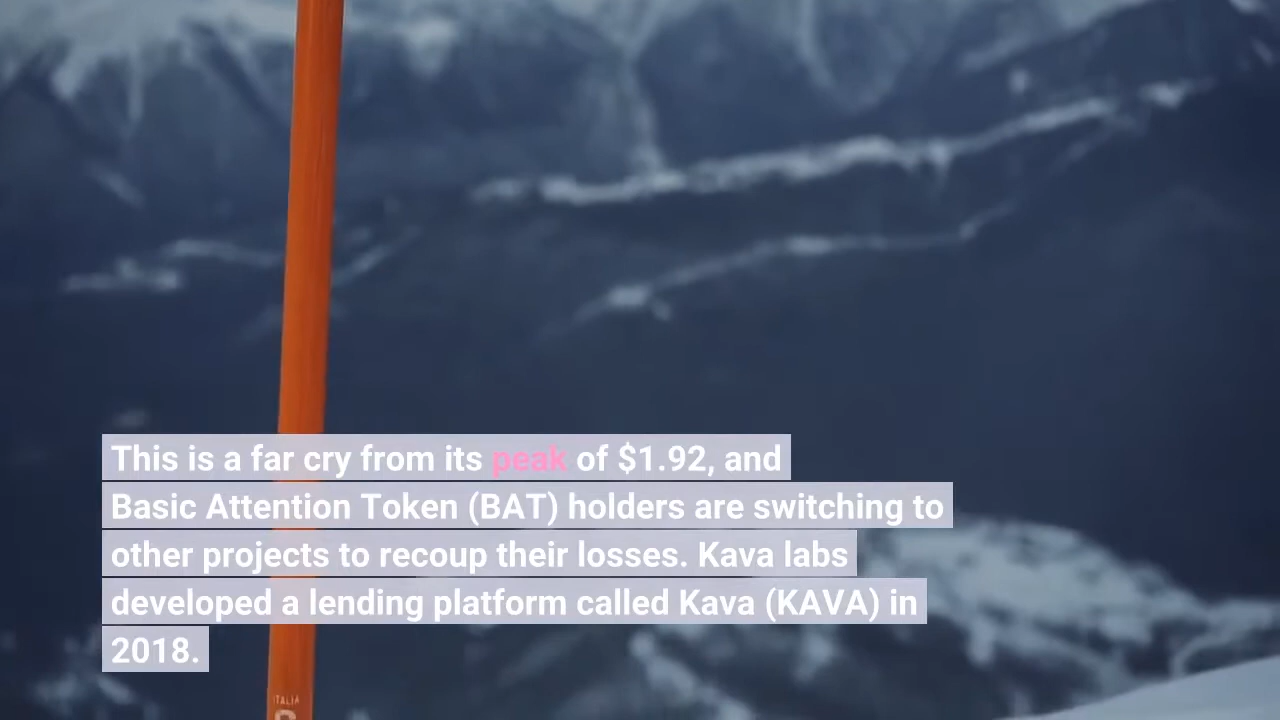 This is a far cry from its peak of $1.92, and
Basic Attention Token (BAT) holders are switching to
other projects to recoup their losses. Kava labs
developed a lending platform called Kava (KAVA) in
2018.
ITALIA